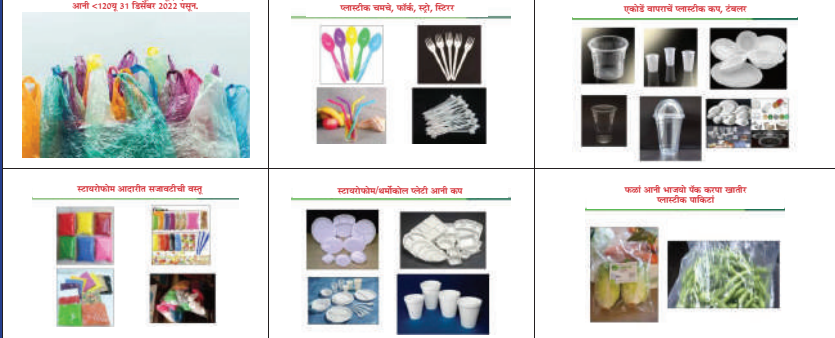 आनी <120यू 31 डिसेंबर 2022 पसून.
प्लास्टीक चमचे, फॉर्क, स्ट्रो, स्टिरर
एकोडें वापराचें प्लास्टीक कप, टंबलर
स्टायरोफोम आदारीत सजावटीची वस्तू
स्टायरोफोम/थर्मोकोल प्लेटी आनी कप
फळां आनी भाजयो पॅक करपा खातीर
प्लास्टीक पाकिटां